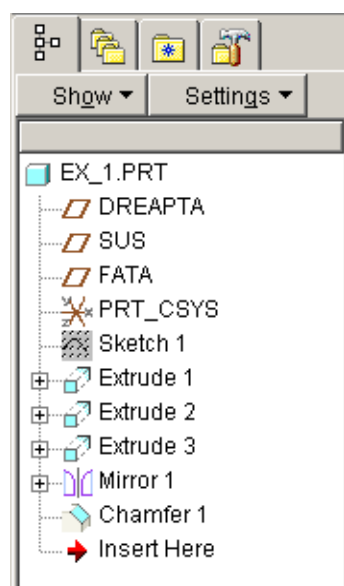 Show Settings
EX_1.PRT
DREAPTA
SUS
FATA
PRT_CSYS
Sketch 1
Extrude 1
Extrude 2
Extrude 3
Mirror 1
Chamfer 1
Insert Here